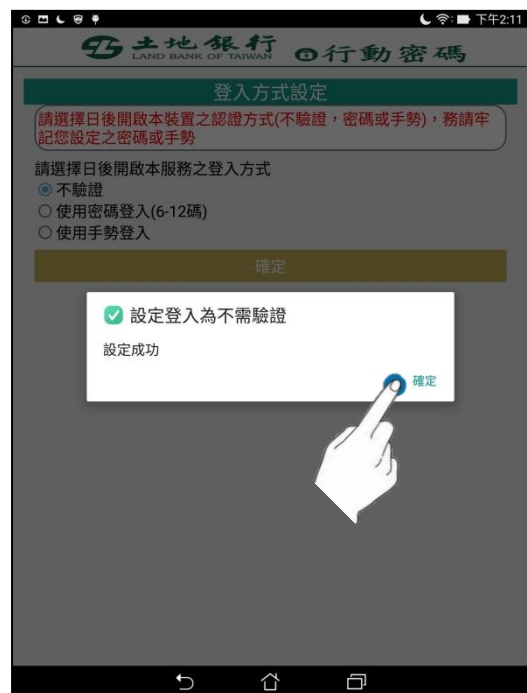 下午2:11
土地銀行
LAND BANK OF TAIWAN
行動密碼
登入方式設定
請選擇日後開啟本裝置之認證方式(不驗證,密碼或手勢),務請牢
記您設定之密碼或手勢
請選擇日後開啟本服務之登入方式
不驗證
使用密碼登入(6-12碼)
使用手勢登入
確定
設定登入為不需驗證
設定成功
確定